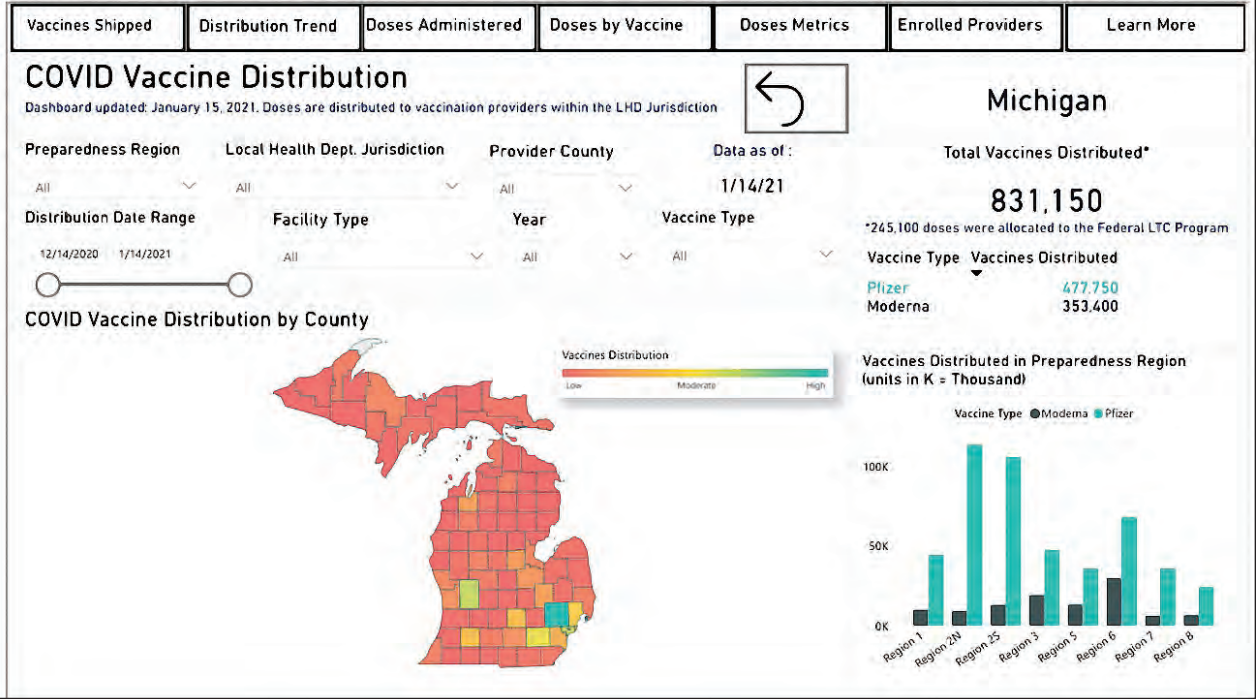 Vaccines Shipped
Distribution Trend
Doses Administered
Doses by Vaccine
Doses Metrics
Enrolled Providers
Learn More
COVID Vaccine Distribution
Dashboard updated: January 15, 2021. Doses are distributed to vaccination providers within the LHD Jurisdiction
Preparedness Region
All
Local Health Dept. Jurisdiction
All
Provider County
All
Data as of :
1/14/21
Distribution Date Range
12/14/2020 1/14/2021
Facility Type
All
Year
All
Vaccine Type
All
Michigan
Total Vaccines Distributed*
831,150
*245,100 doses were allocated to the Federal LTC Program
Vaccine Type Vaccines Distributed
Pfizer 477,750
Moderna 353,400
COVID Vaccine Distribution by County
Vaccines Distribution
Low Moderate High
Vaccines Distributed in Preparedness Region
(units in K = Thousand)
Vaccine Type Moderna Pfizer
100K
50K
0K
Region 1
Region 2N
Region 2S
Region 3
Region 5
Region 6
Region 7
Region 8